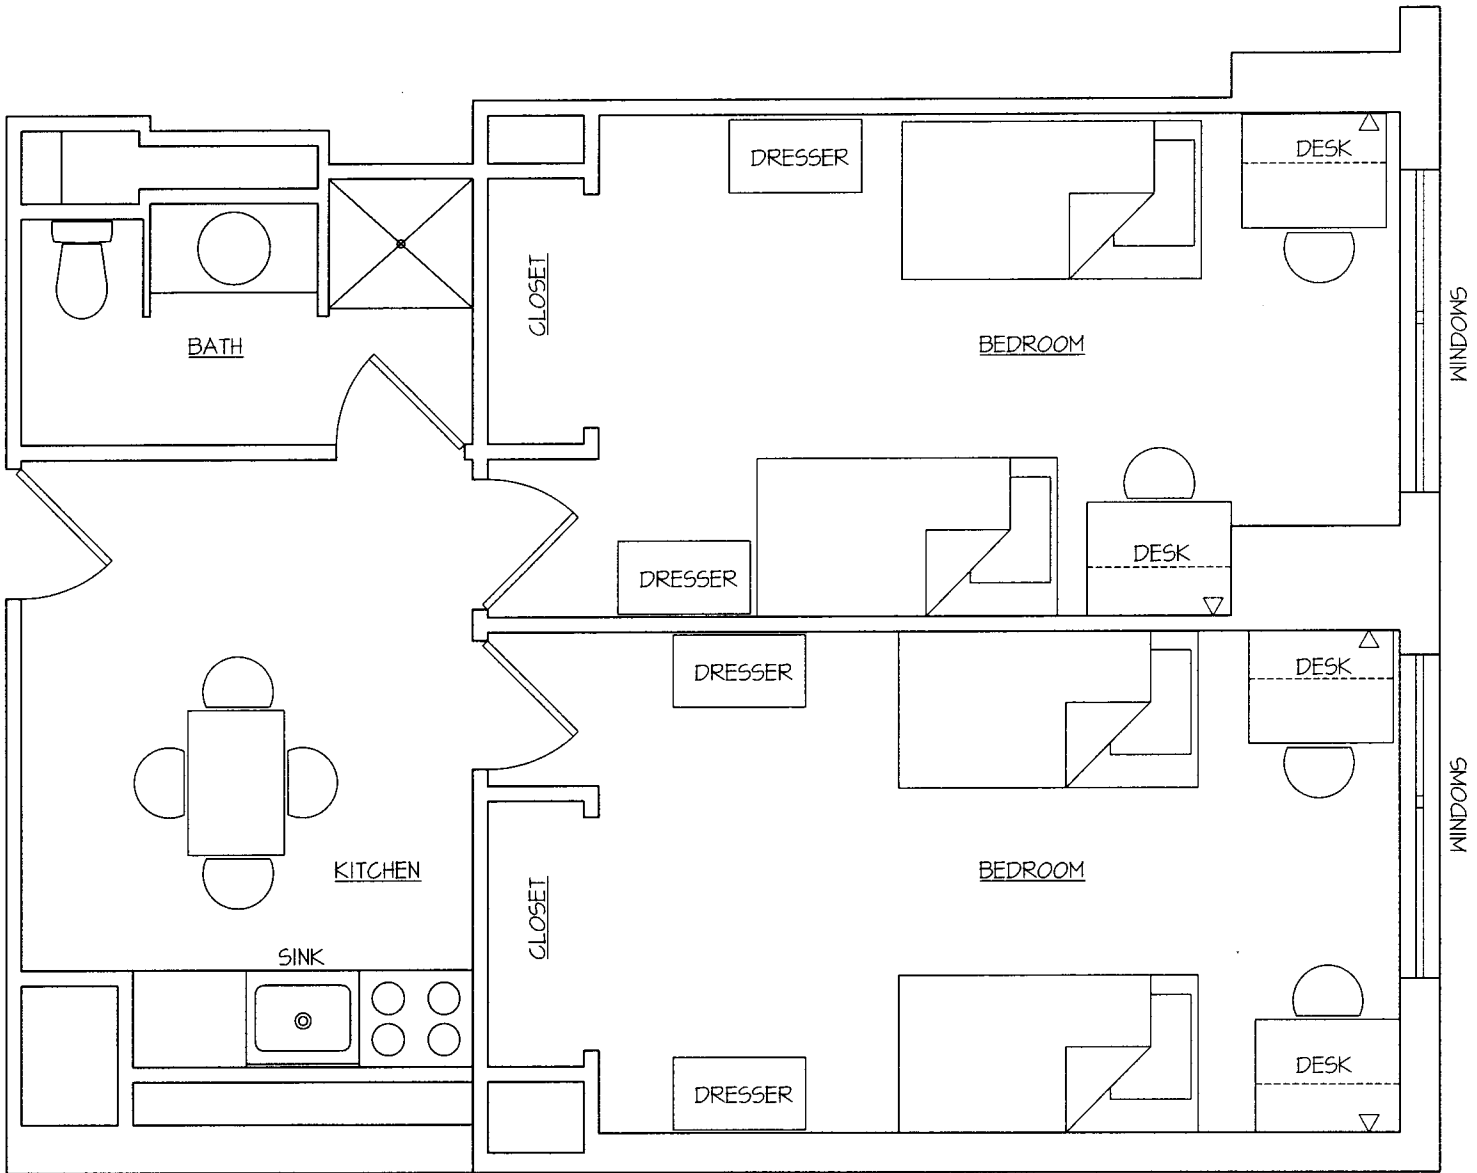 DRESSER
DESK
CLOSET
BATH
BEDROOM
WINDOWS
DESK
DRESSER
DRESSER
DESK
WINDOWS
KITCHEN
BEDROOM
CLOSET
SINK
DESK
DRESSER